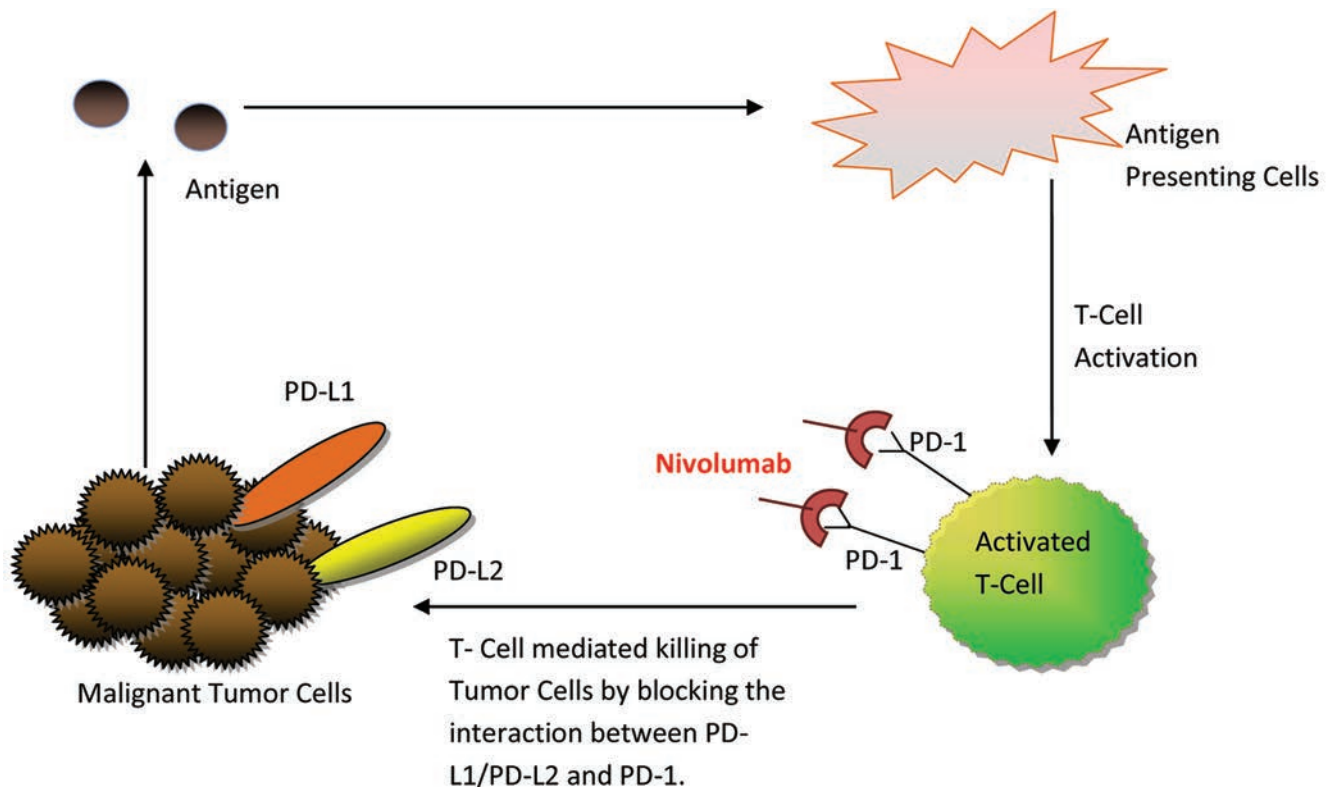 Antigen
Antigen
Presenting Cells
T-Cell
Activation
PD-L1
PD-L2
Nivolumab
PD-1
PD-1
Activated
T-Cell
Malignant Tumor Cells
T- Cell mediated killing of
Tumor Cells by blocking the
interaction between PD-
L1/PD-L2 and PD-1.